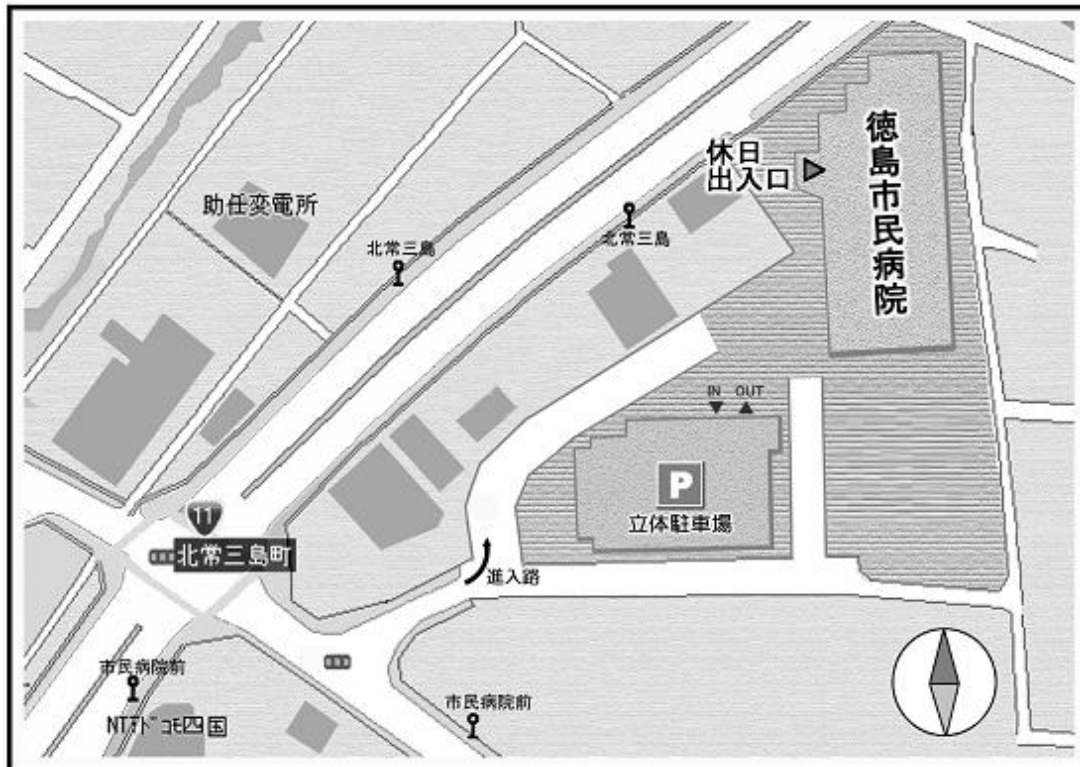 徳島市民病院
休日
出入口
助任変電所
北常三島
北常三島
IN OUT
P
立体駐車場
11
北常三島町
進入路
市民病院前
市民病院前
NTTﾄﾞｺﾓ四国